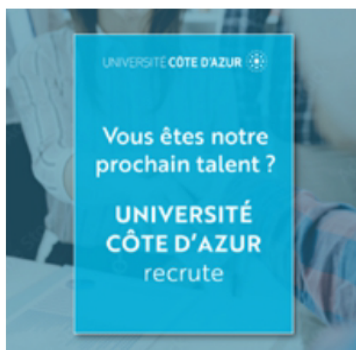 UNIVERSITÉ CÔTE D'AZUR
Vous êtes notre
prochain talent ?
UNIVERSITÉ
CÔTE D'AZUR
recrute